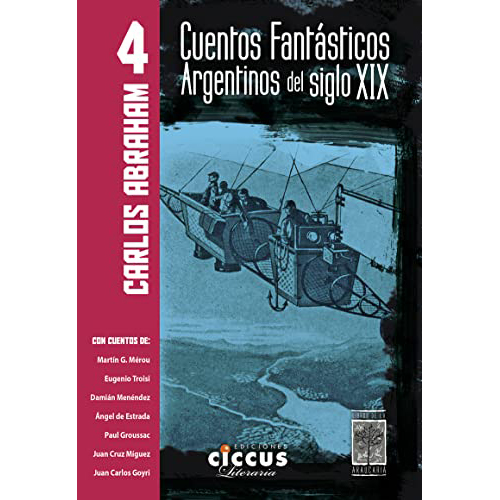 4
CARLOS ABRAHAM
Cuentos Fantásticos
Argentinos del siglo XIX
CON CUENTOS DE:
Martín G. Mérou
Eugenio Troisi
Damián Menéndez
Ángel de Estrada
Paul Groussac
Juan Cruz Míguez
Juan Carlos Goyri
EDICIONES
CICCUS
Literaria
ARAUCARIA